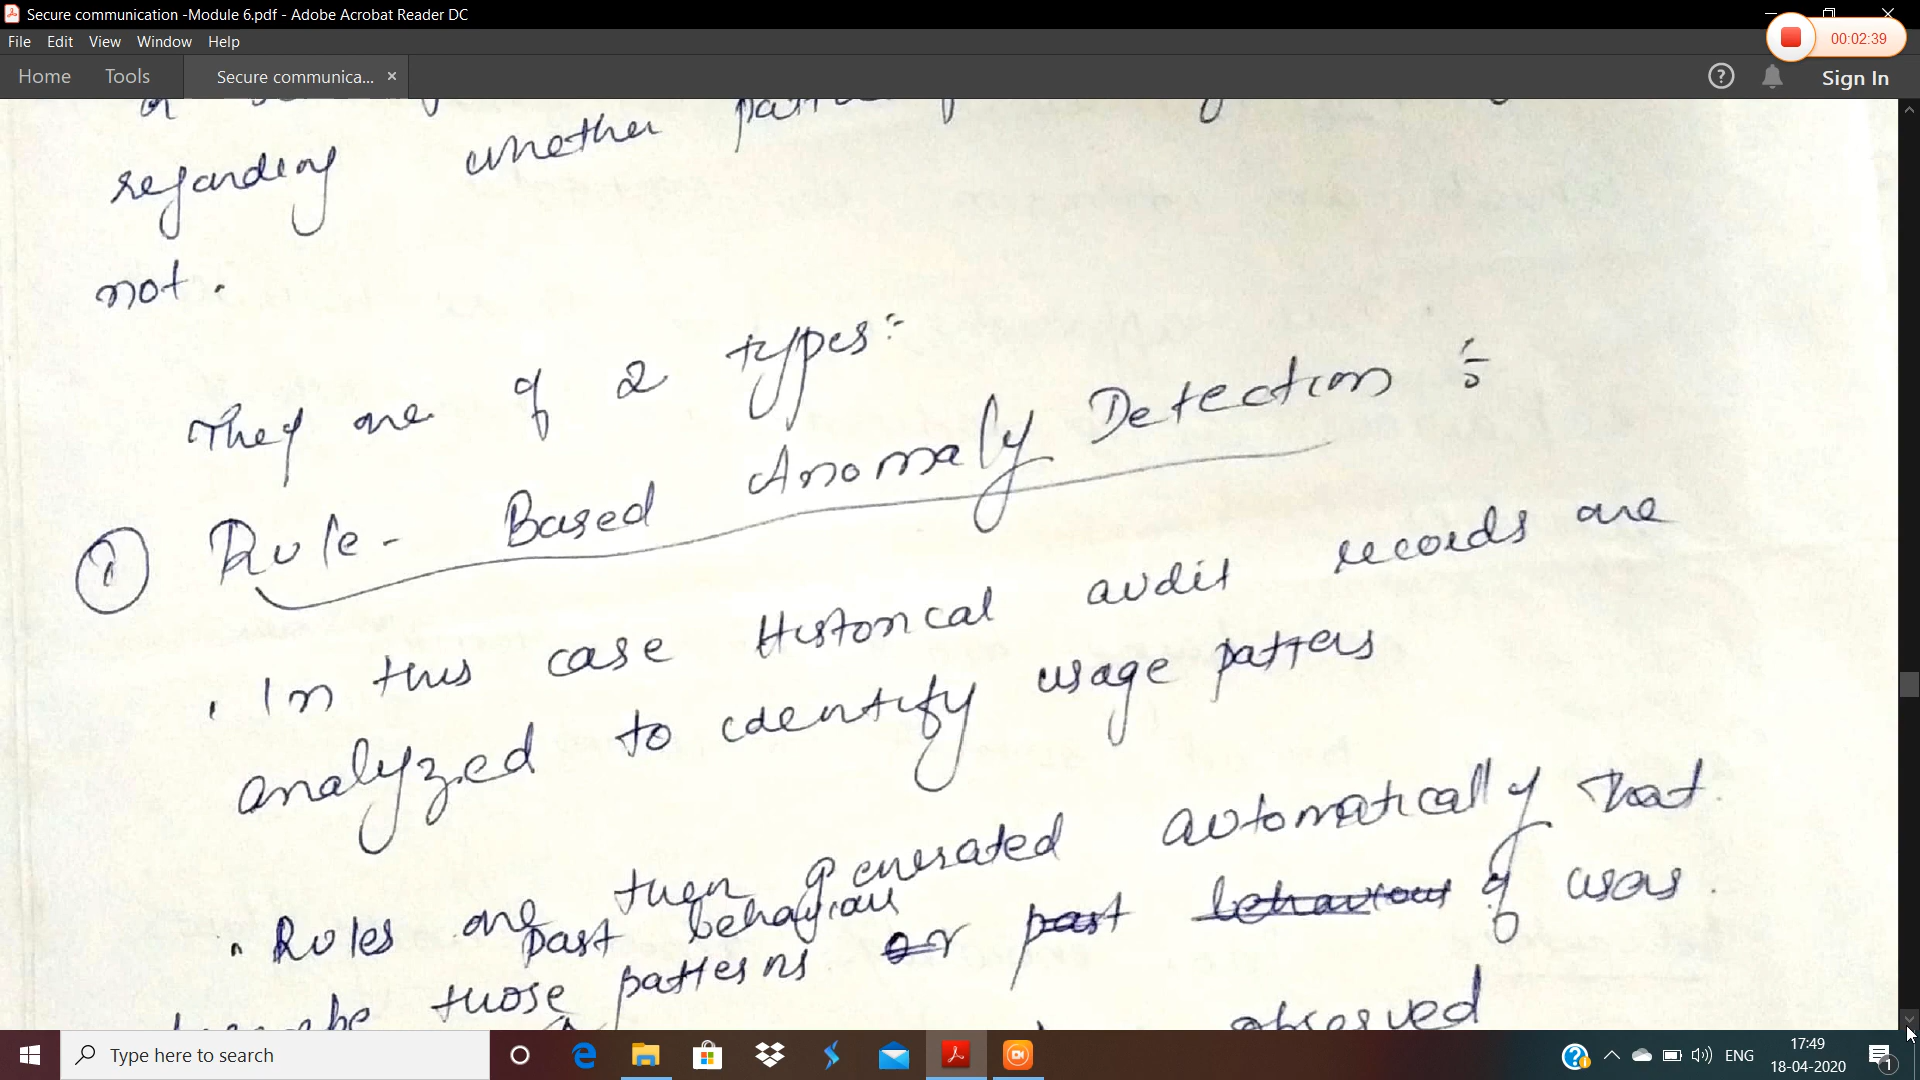 Secure communication -Module 6.pdf - Adobe Acrobat Reader DC
00:02:39
File Edit View Window Help
Home Tools Secure communica... × Sign In
regarding whether
not.
They are of 2 types:-
① Rule-Based Anomaly Detection :-
. In this case Historical audit records are
analyzed to identify usage patters
. Rules are then generated automatically that
past behaviour
those patterns or past behaviour of users.
observed
Type here to search
ENG
17:49
18-04-2020
1